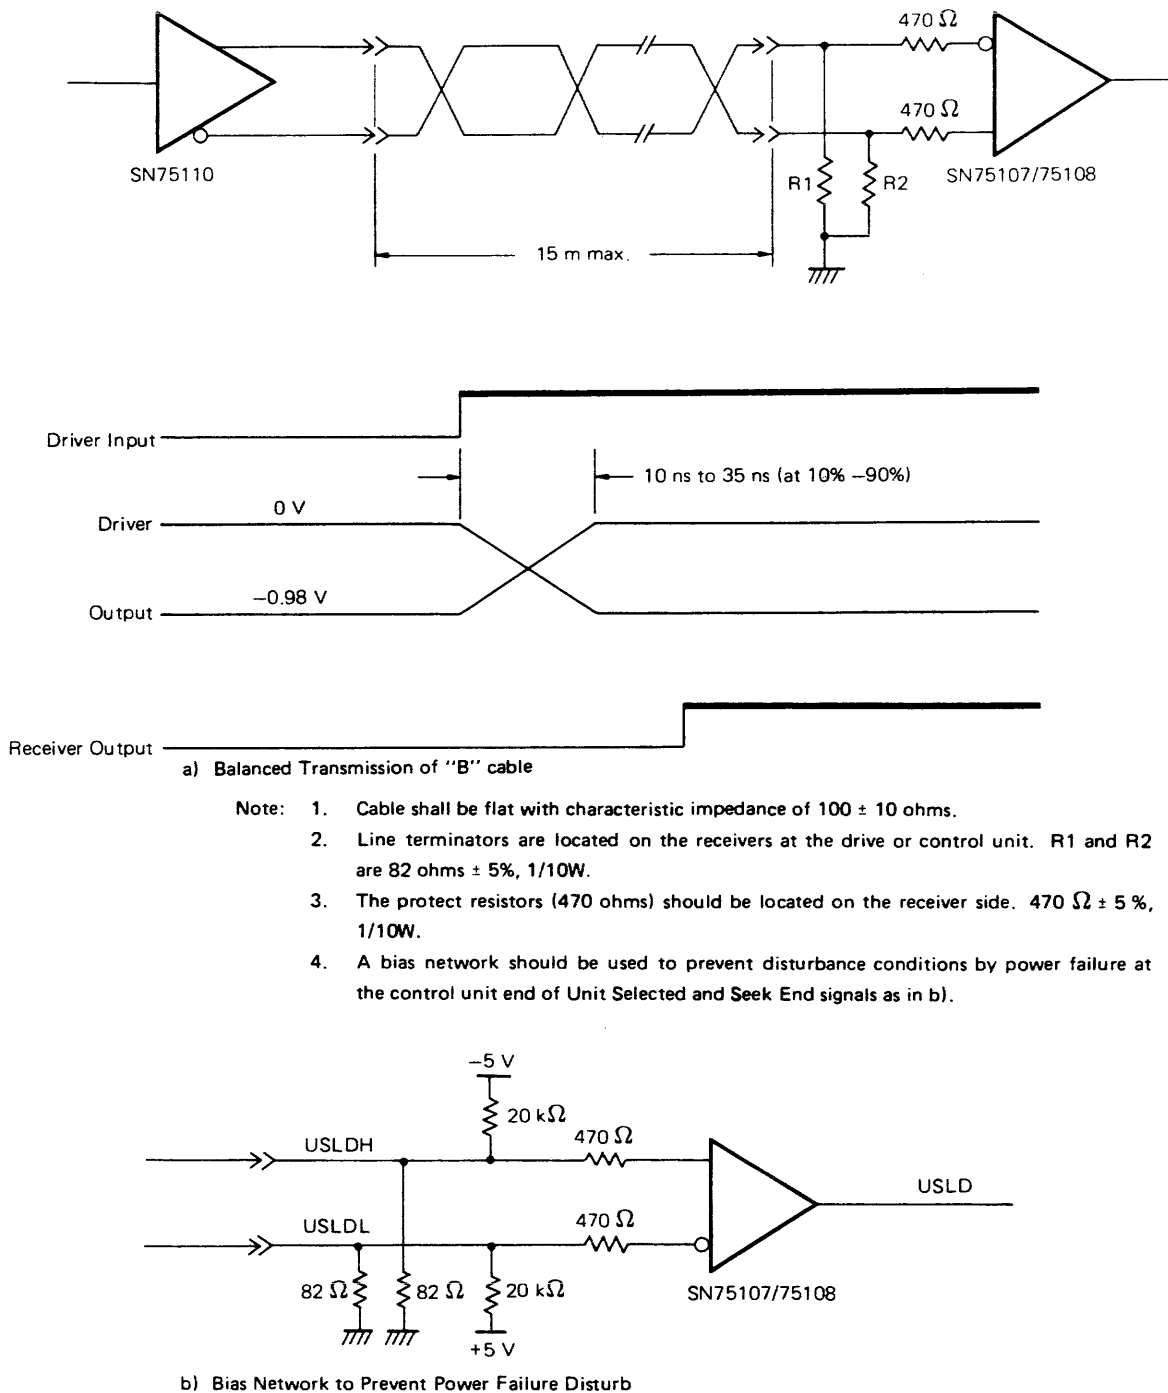 470 Ω
470 Ω
SN75110
R1
R2
SN75107/75108
15 m max.
Driver Input
10 ns to 35 ns (at 10% –90%)
0 V
Driver
–0.98 V
Output
Receiver Output
a) Balanced Transmission of "B" cable
Note: 1. Cable shall be flat with characteristic impedance of 100 ± 10 ohms.
2. Line terminators are located on the receivers at the drive or control unit. R1 and R2
are 82 ohms ± 5%, 1/10W.
3. The protect resistors (470 ohms) should be located on the receiver side. 470 Ω ± 5 %,
1/10W.
4. A bias network should be used to prevent disturbance conditions by power failure at
the control unit end of Unit Selected and Seek End signals as in b).
–5 V
20 kΩ
470 Ω
USLDH
USLD
470 Ω
USLDL
82 Ω
82 Ω
20 kΩ
SN75107/75108
+5 V
b) Bias Network to Prevent Power Failure Disturb